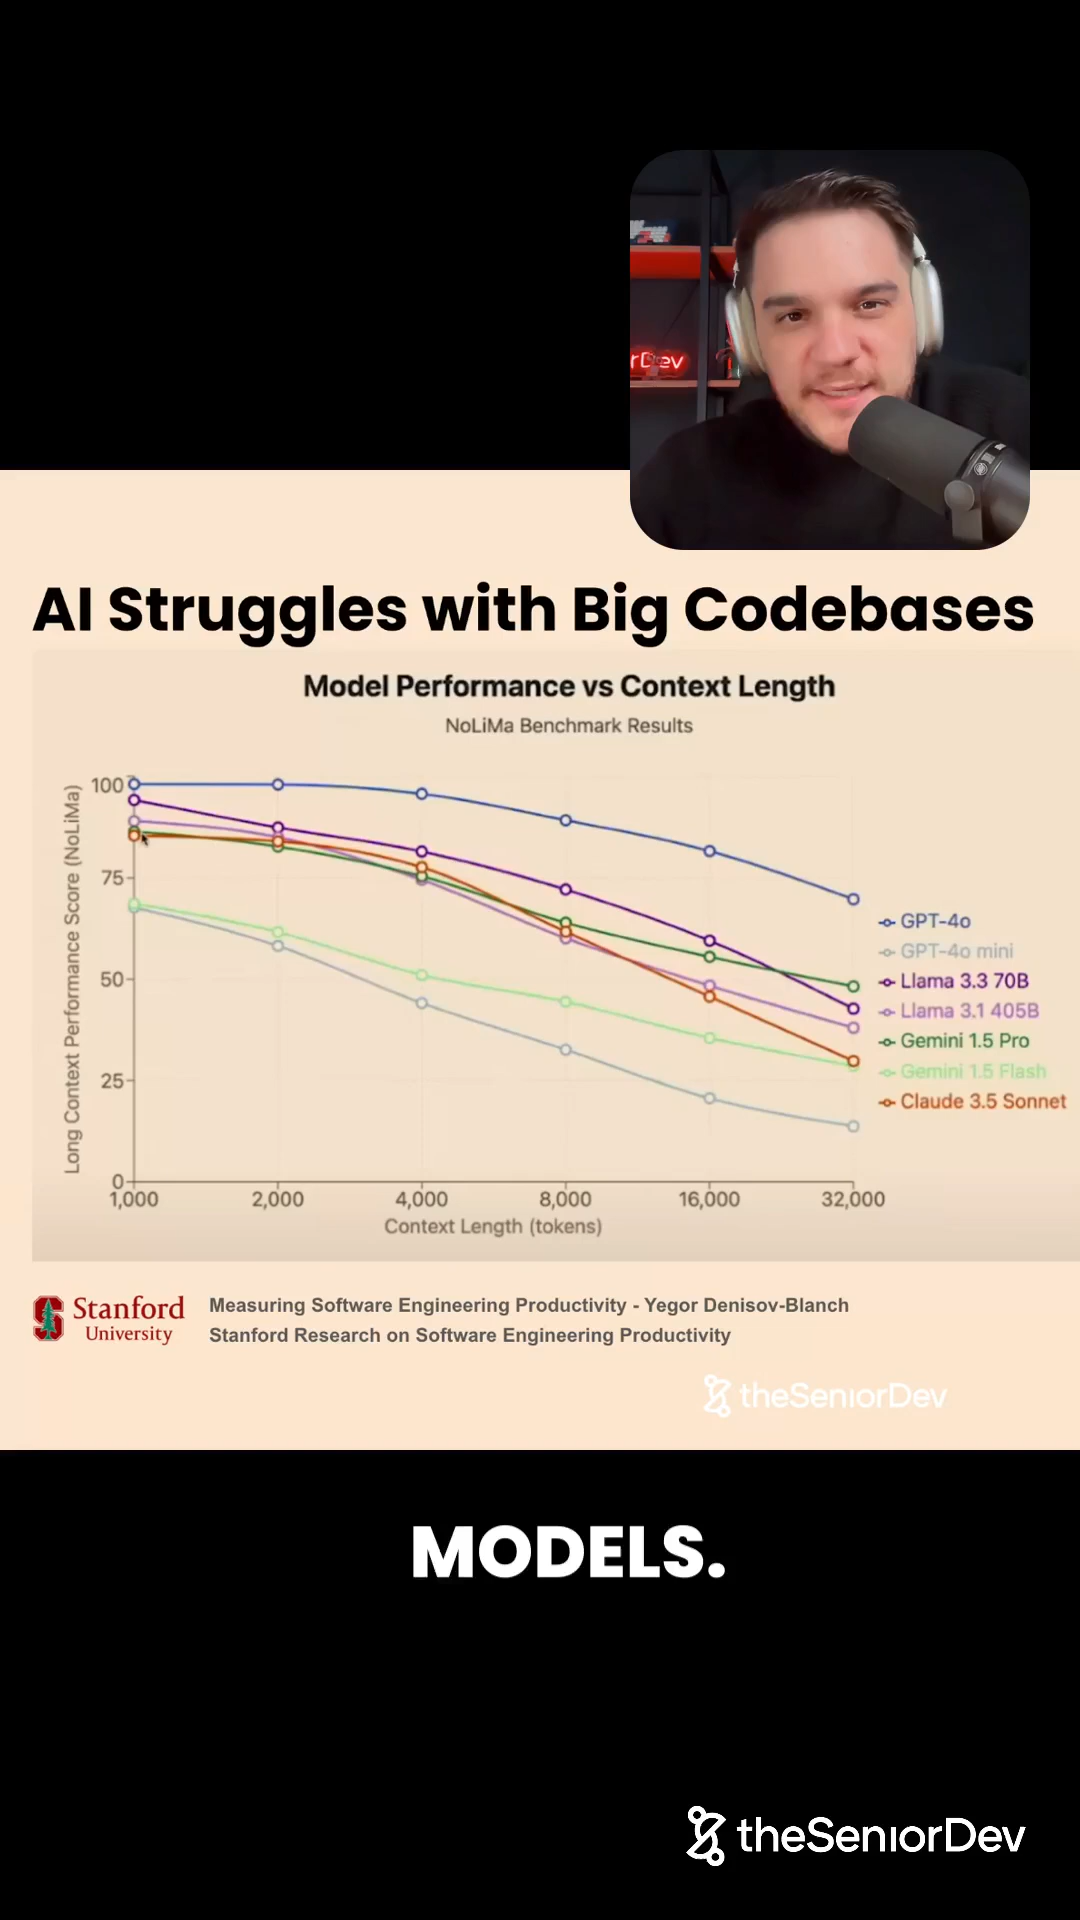 rDev
AI Struggles with Big Codebases
Model Performance vs Context Length
NoLiMa Benchmark Results
Long Context Performance Score (NoLiMa)
100
75
50
25
0
1,000
2,000
4,000
8,000
16,000
32,000
Context Length (tokens)
GPT-4o
GPT-4o mini
Llama 3.3 70B
Llama 3.1 405B
Gemini 1.5 Pro
Gemini 1.5 Flash
Claude 3.5 Sonnet
Stanford
University
Measuring Software Engineering Productivity - Yegor Denisov-Blanch
Stanford Research on Software Engineering Productivity
theSeniorDev
MODELS.
theSeniorDev